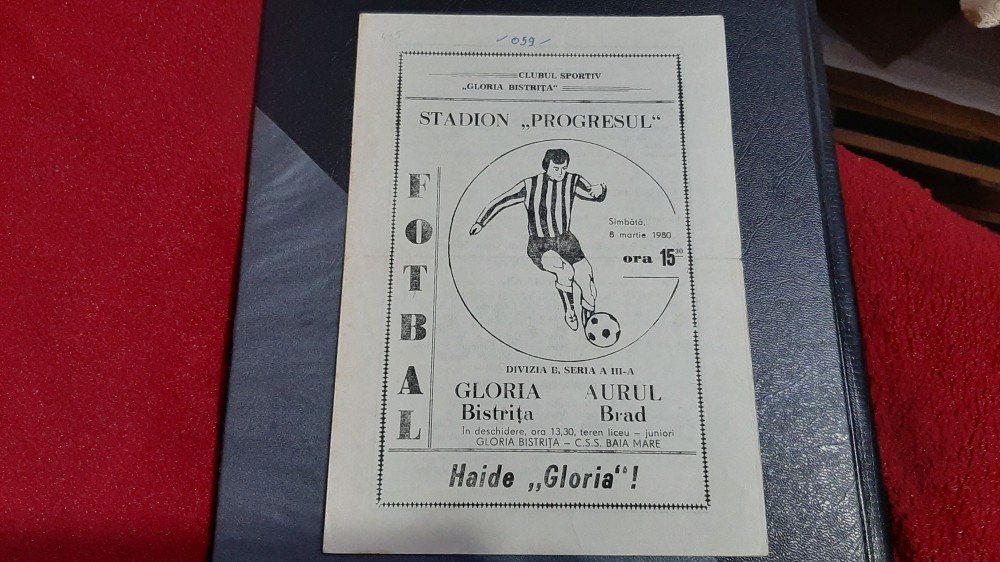 - 039 -
CLUBUL SPORTIV
„GLORIA BISTRIȚA“
STADION „PROGRESUL“
FOTBAL
Sîmbătă,
8 martie 1980
ora 15³⁰
DIVIZIA B, SERIA A III-A
GLORIA AURUL
Bistrița Brad
In deschidere, ora 13,30, teren liceu – juniori
GLORIA BISTRIȚA – C.S.S. BAIA MARE
Haide „Gloria“!